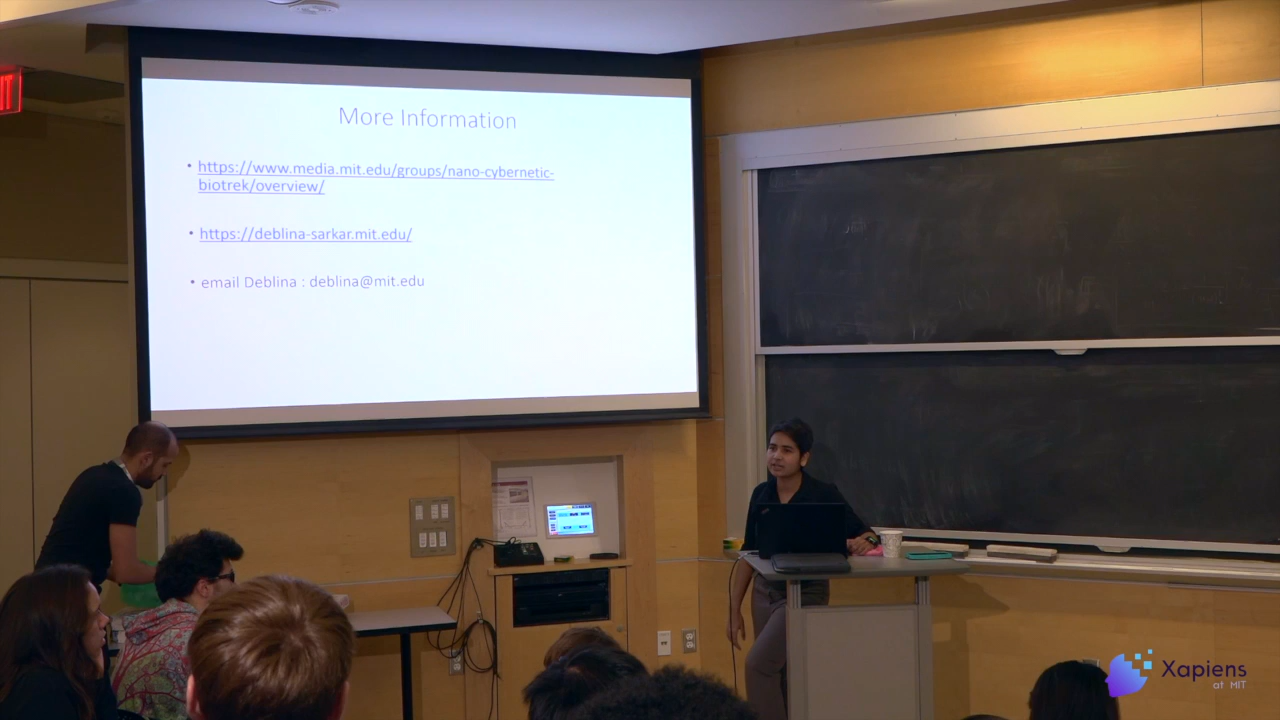 More Information
• https://www.media.mit.edu/groups/nano-cybernetic-
biotrek/overview/
• https://deblina-sarkar.mit.edu/
• email Deblina : deblina@mit.edu
Xapiens
at MIT